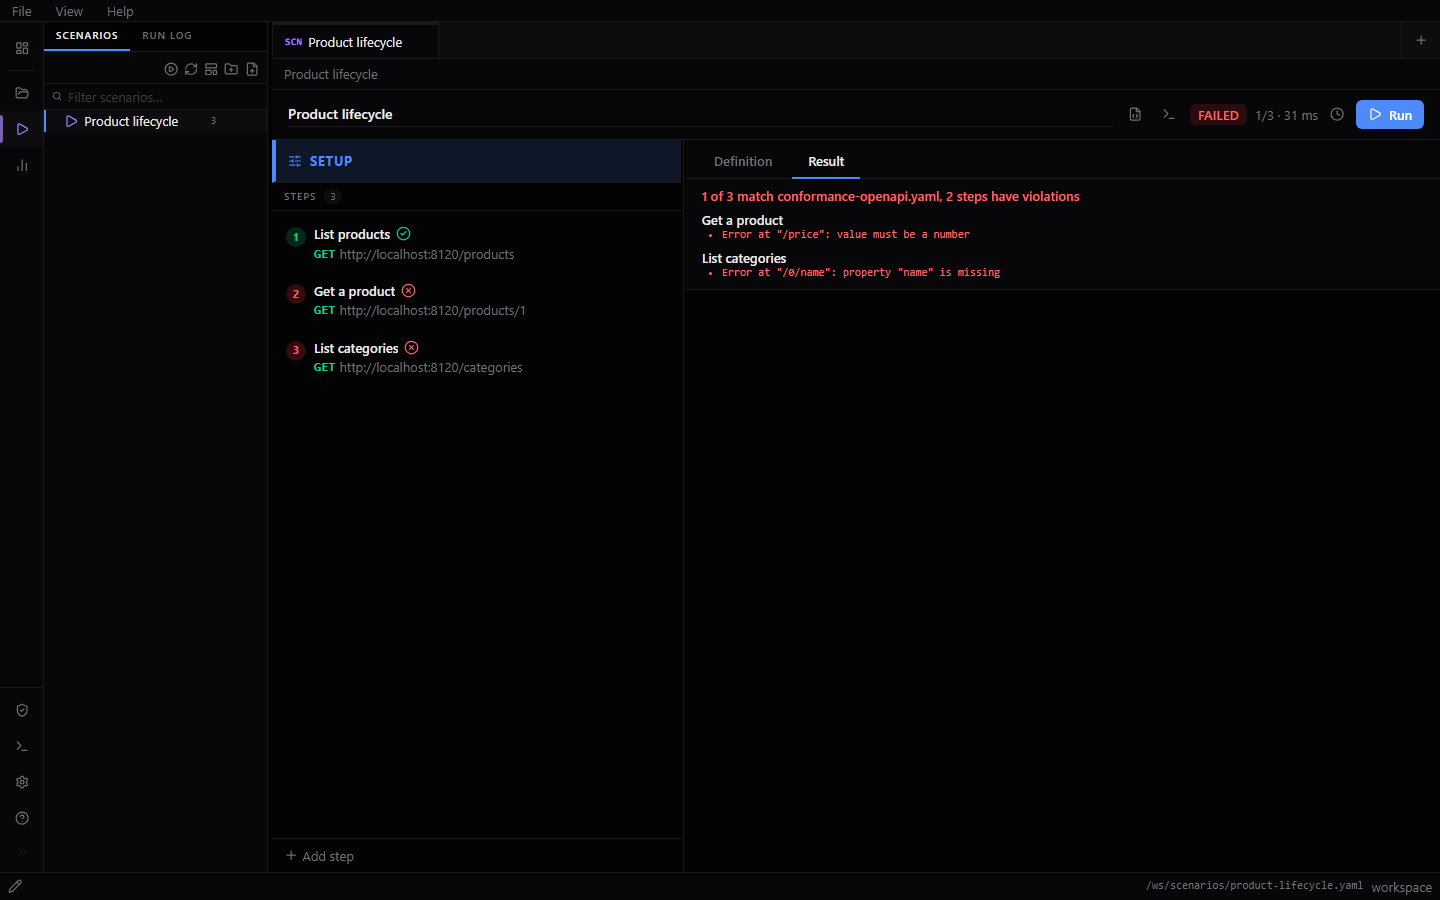 File View Help
SCENARIOS RUN LOG
SCN Product lifecycle
Filter scenarios...
Product lifecycle 3
Product lifecycle
Product lifecycle
FAILED 1/3 · 31 ms Run
SETUP
STEPS 3
1 List products
GET http://localhost:8120/products
2 Get a product
GET http://localhost:8120/products/1
3 List categories
GET http://localhost:8120/categories
Add step
Definition Result
1 of 3 match conformance-openapi.yaml, 2 steps have violations
Get a product
• Error at "/price": value must be a number
List categories
• Error at "/0/name": property "name" is missing
/ws/scenarios/product-lifecycle.yaml workspace